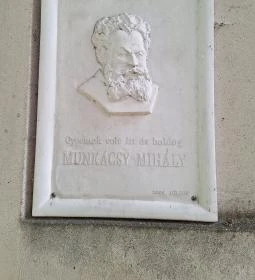 Gyermek volt itt és boldog
MUNKÁCSY MIHÁLY